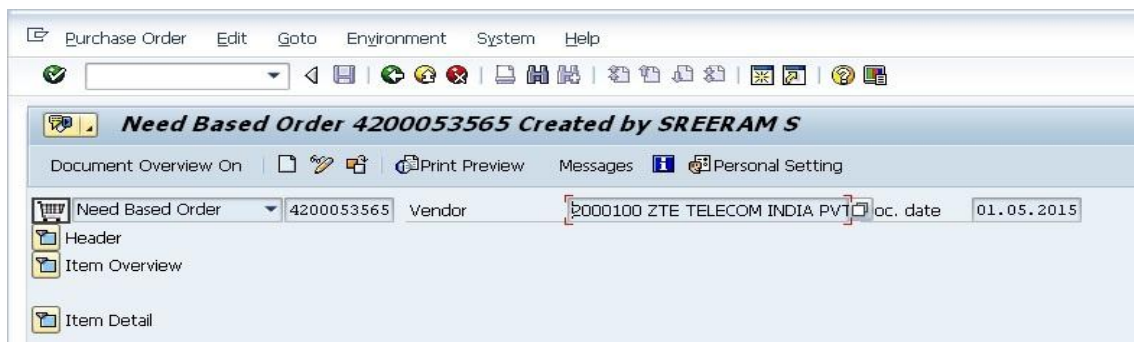 Purchase Order Edit Goto Environment System Help
Need Based Order 4200053565 Created by SREERAM S
Document Overview On Print Preview Messages Personal Setting
Need Based Order 4200053565 Vendor 2000100 ZTE TELECOM INDIA PVT oc. date 01.05.2015
Header
Item Overview
Item Detail